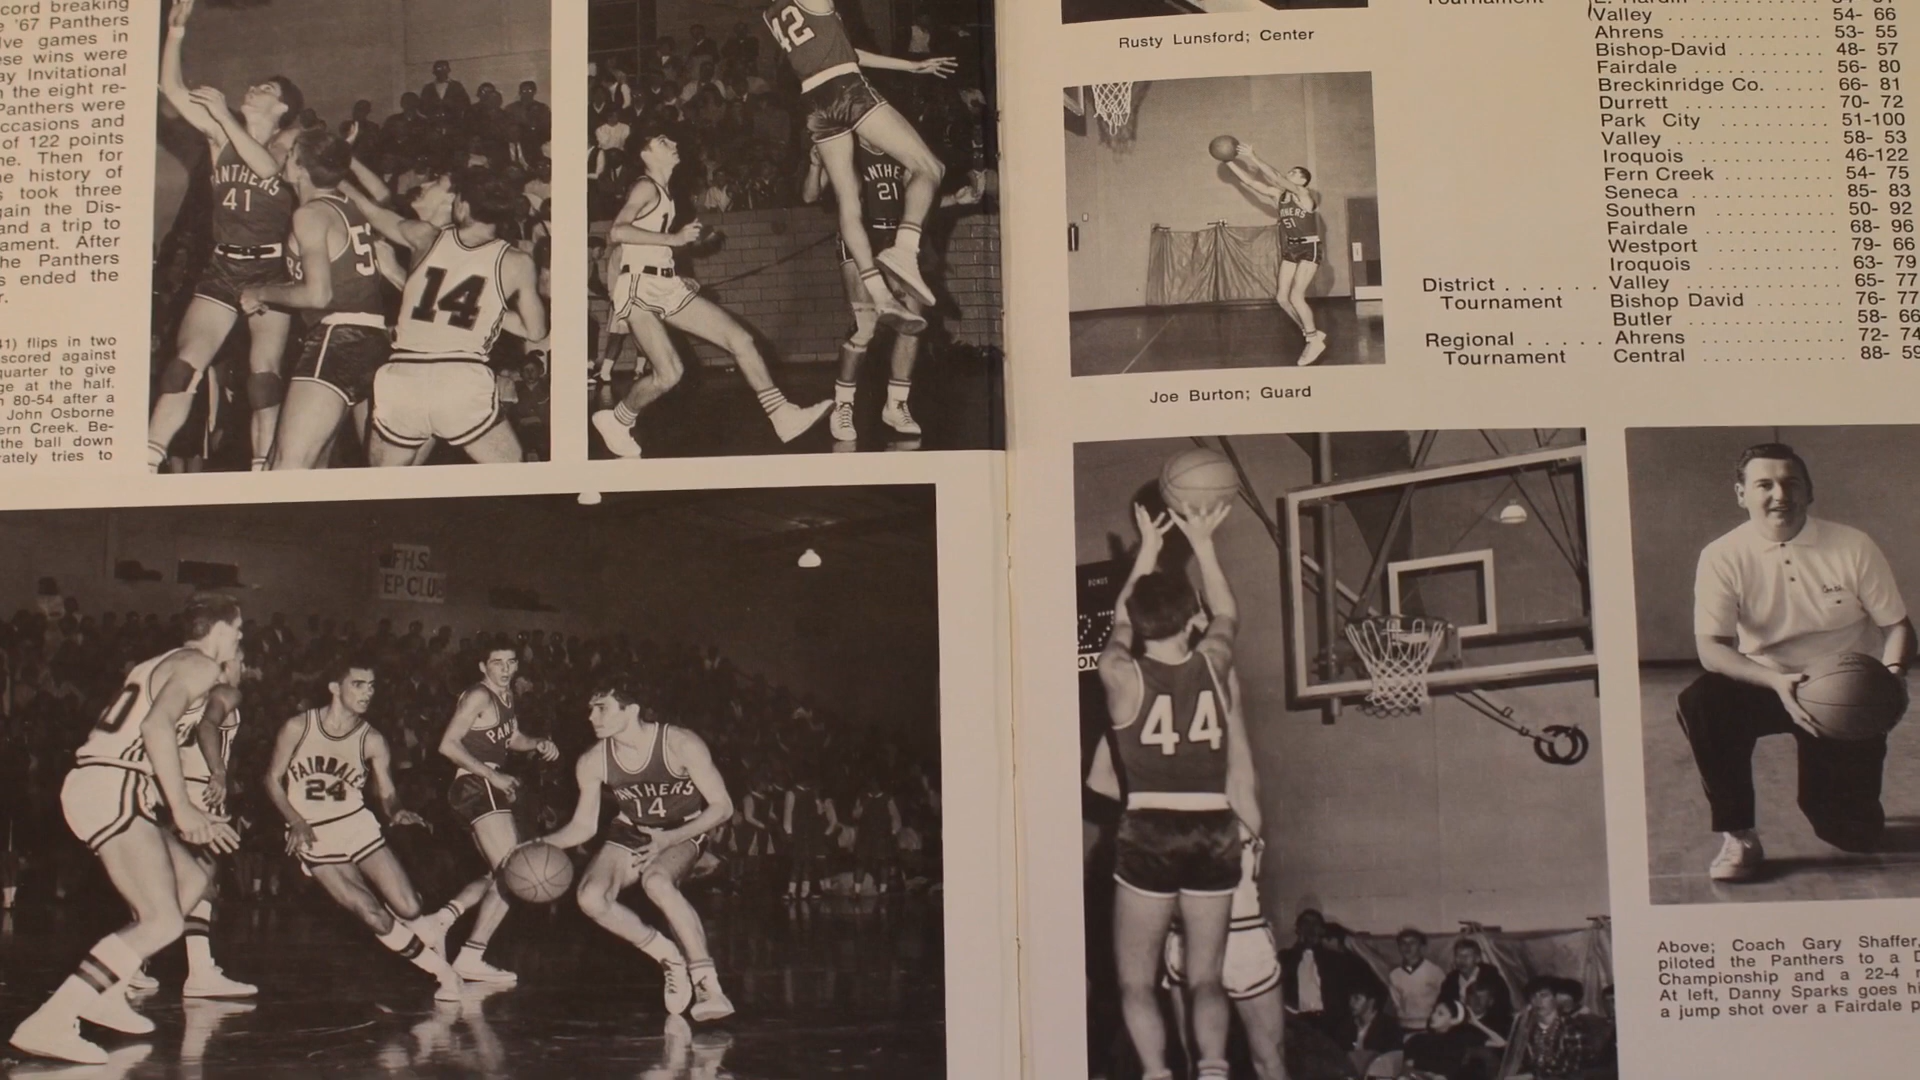 cord breaking
'67 Panthers
lve games in
se wins were
ay Invitational
n the eight re-
Panthers were
ccasions and
of 122 points
ne. Then for
e history of
s took three
gain the Dis-
and a trip to
ament. After
he Panthers
s ended the
r.
41) flips in two
scored against
quarter to give
ge at the half.
n 80-54 after a
John Osborne
ern Creek. Be-
the ball down
rately tries to
PANTHERS
41
14
42
21
Rusty Lunsford; Center
51
Joe Burton; Guard
Tournament
Valley . . . . . . . . . . . . 54- 66
Ahrens . . . . . . . . . . . . 53- 55
Bishop-David . . . . . . . . 48- 57
Fairdale . . . . . . . . . . . . 56- 80
Breckinridge Co. . . . . . 66- 81
Durrett . . . . . . . . . . . . 70- 72
Park City . . . . . . . . . 51-100
Valley . . . . . . . . . . . . 58- 53
Iroquois . . . . . . . . . . . 46-122
Fern Creek . . . . . . . . . 54- 75
Seneca . . . . . . . . . . . . 85- 83
Southern . . . . . . . . . . 50- 92
Fairdale . . . . . . . . . . . 68- 96
Westport . . . . . . . . . . 79- 66
Iroquois . . . . . . . . . . . 63- 79
District . . . . . . Valley . . . . . . . . . . . . 65- 77
Tournament Bishop David . . . . . . . . 76- 77
Butler . . . . . . . . . . . . 58- 66
Regional . . . . . Ahrens . . . . . . . . . . . . 72- 74
Tournament Central . . . . . . . . . . . . 88- 59
FHS
EP CLUB
FAIRDALE
24
PANTHERS
14
BONUS
44
Above; Coach Gary Shaffer,
piloted the Panthers to a D
Championship and a 22-4 r
At left, Danny Sparks goes hi
a jump shot over a Fairdale p